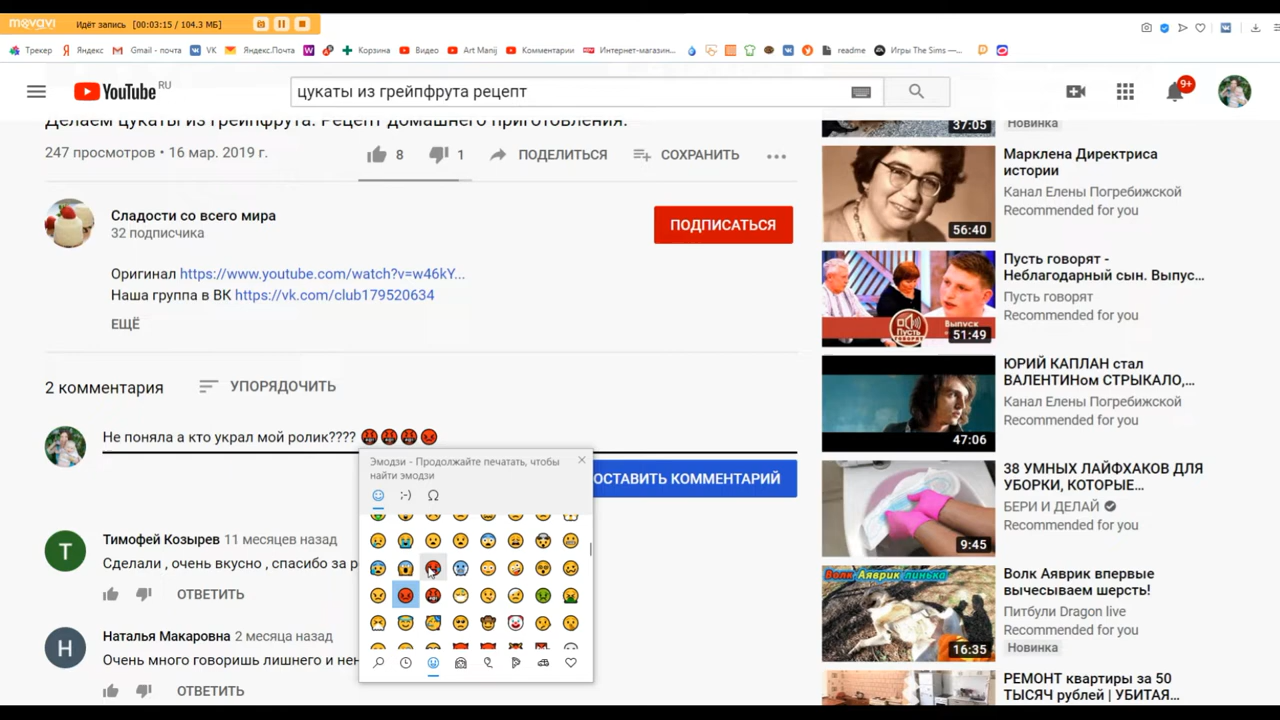 movavi Идёт запись [00:03:15 / 104.3 МБ]
Трекер Яндекс Gmail - почта VK Яндекс.Почта Корзина Видео Art Manij Комментарии Интернет-магазин... readme Игры The Sims —...
YouTube RU
цукаты из грейпфрута рецепт
9+
Делаем цукаты из грейпфрута. Рецепт домашнего приготовления.
247 просмотров • 16 мар. 2019 г.
8 1 ПОДЕЛИТЬСЯ СОХРАНИТЬ
Сладости со всего мира
32 подписчика
ПОДПИСАТЬСЯ
Оригинал https://www.youtube.com/watch?v=w46kY...
Наша группа в ВК https://vk.com/club179520634
ЕЩЁ
2 комментария УПОРЯДОЧИТЬ
Не поняла а кто украл мой ролик????
Эмодзи - Продолжайте печатать, чтобы
найти эмодзи
;-)
ОСТАВИТЬ КОММЕНТАРИЙ
Т
Тимофей Козырев 11 месяцев назад
Сделали , очень вкусно , спасибо за р
ОТВЕТИТЬ
Н
Наталья Макаровна 2 месяца назад
Очень много говоришь лишнего и нен
ОТВЕТИТЬ
37:05
Новинка
Марклена Директриса
истории
Канал Елены Погребижской
Recommended for you
56:40
Пусть говорят -
Неблагодарный сын. Выпус...
Пусть говорят
Recommended for you
Пусть ГОВОРЯТ
ВЫПУСК
51:49
ЮРИЙ КАПЛАН стал
ВАЛЕНТИНом СТРЫКАЛО,...
Канал Елены Погребижской
Recommended for you
47:06
38 УМНЫХ ЛАЙФХАКОВ ДЛЯ
УБОРКИ, КОТОРЫЕ...
БЕРИ И ДЕЛАЙ
Recommended for you
9:45
Волк Аяврик линька
Волк Аяврик впервые
вычесываем шерсть!
Питбули Dragon live
Recommended for you
Новинка
16:35
РЕМОНТ квартиры за 50
ТЫСЯЧ рублей | УБИТАЯ...